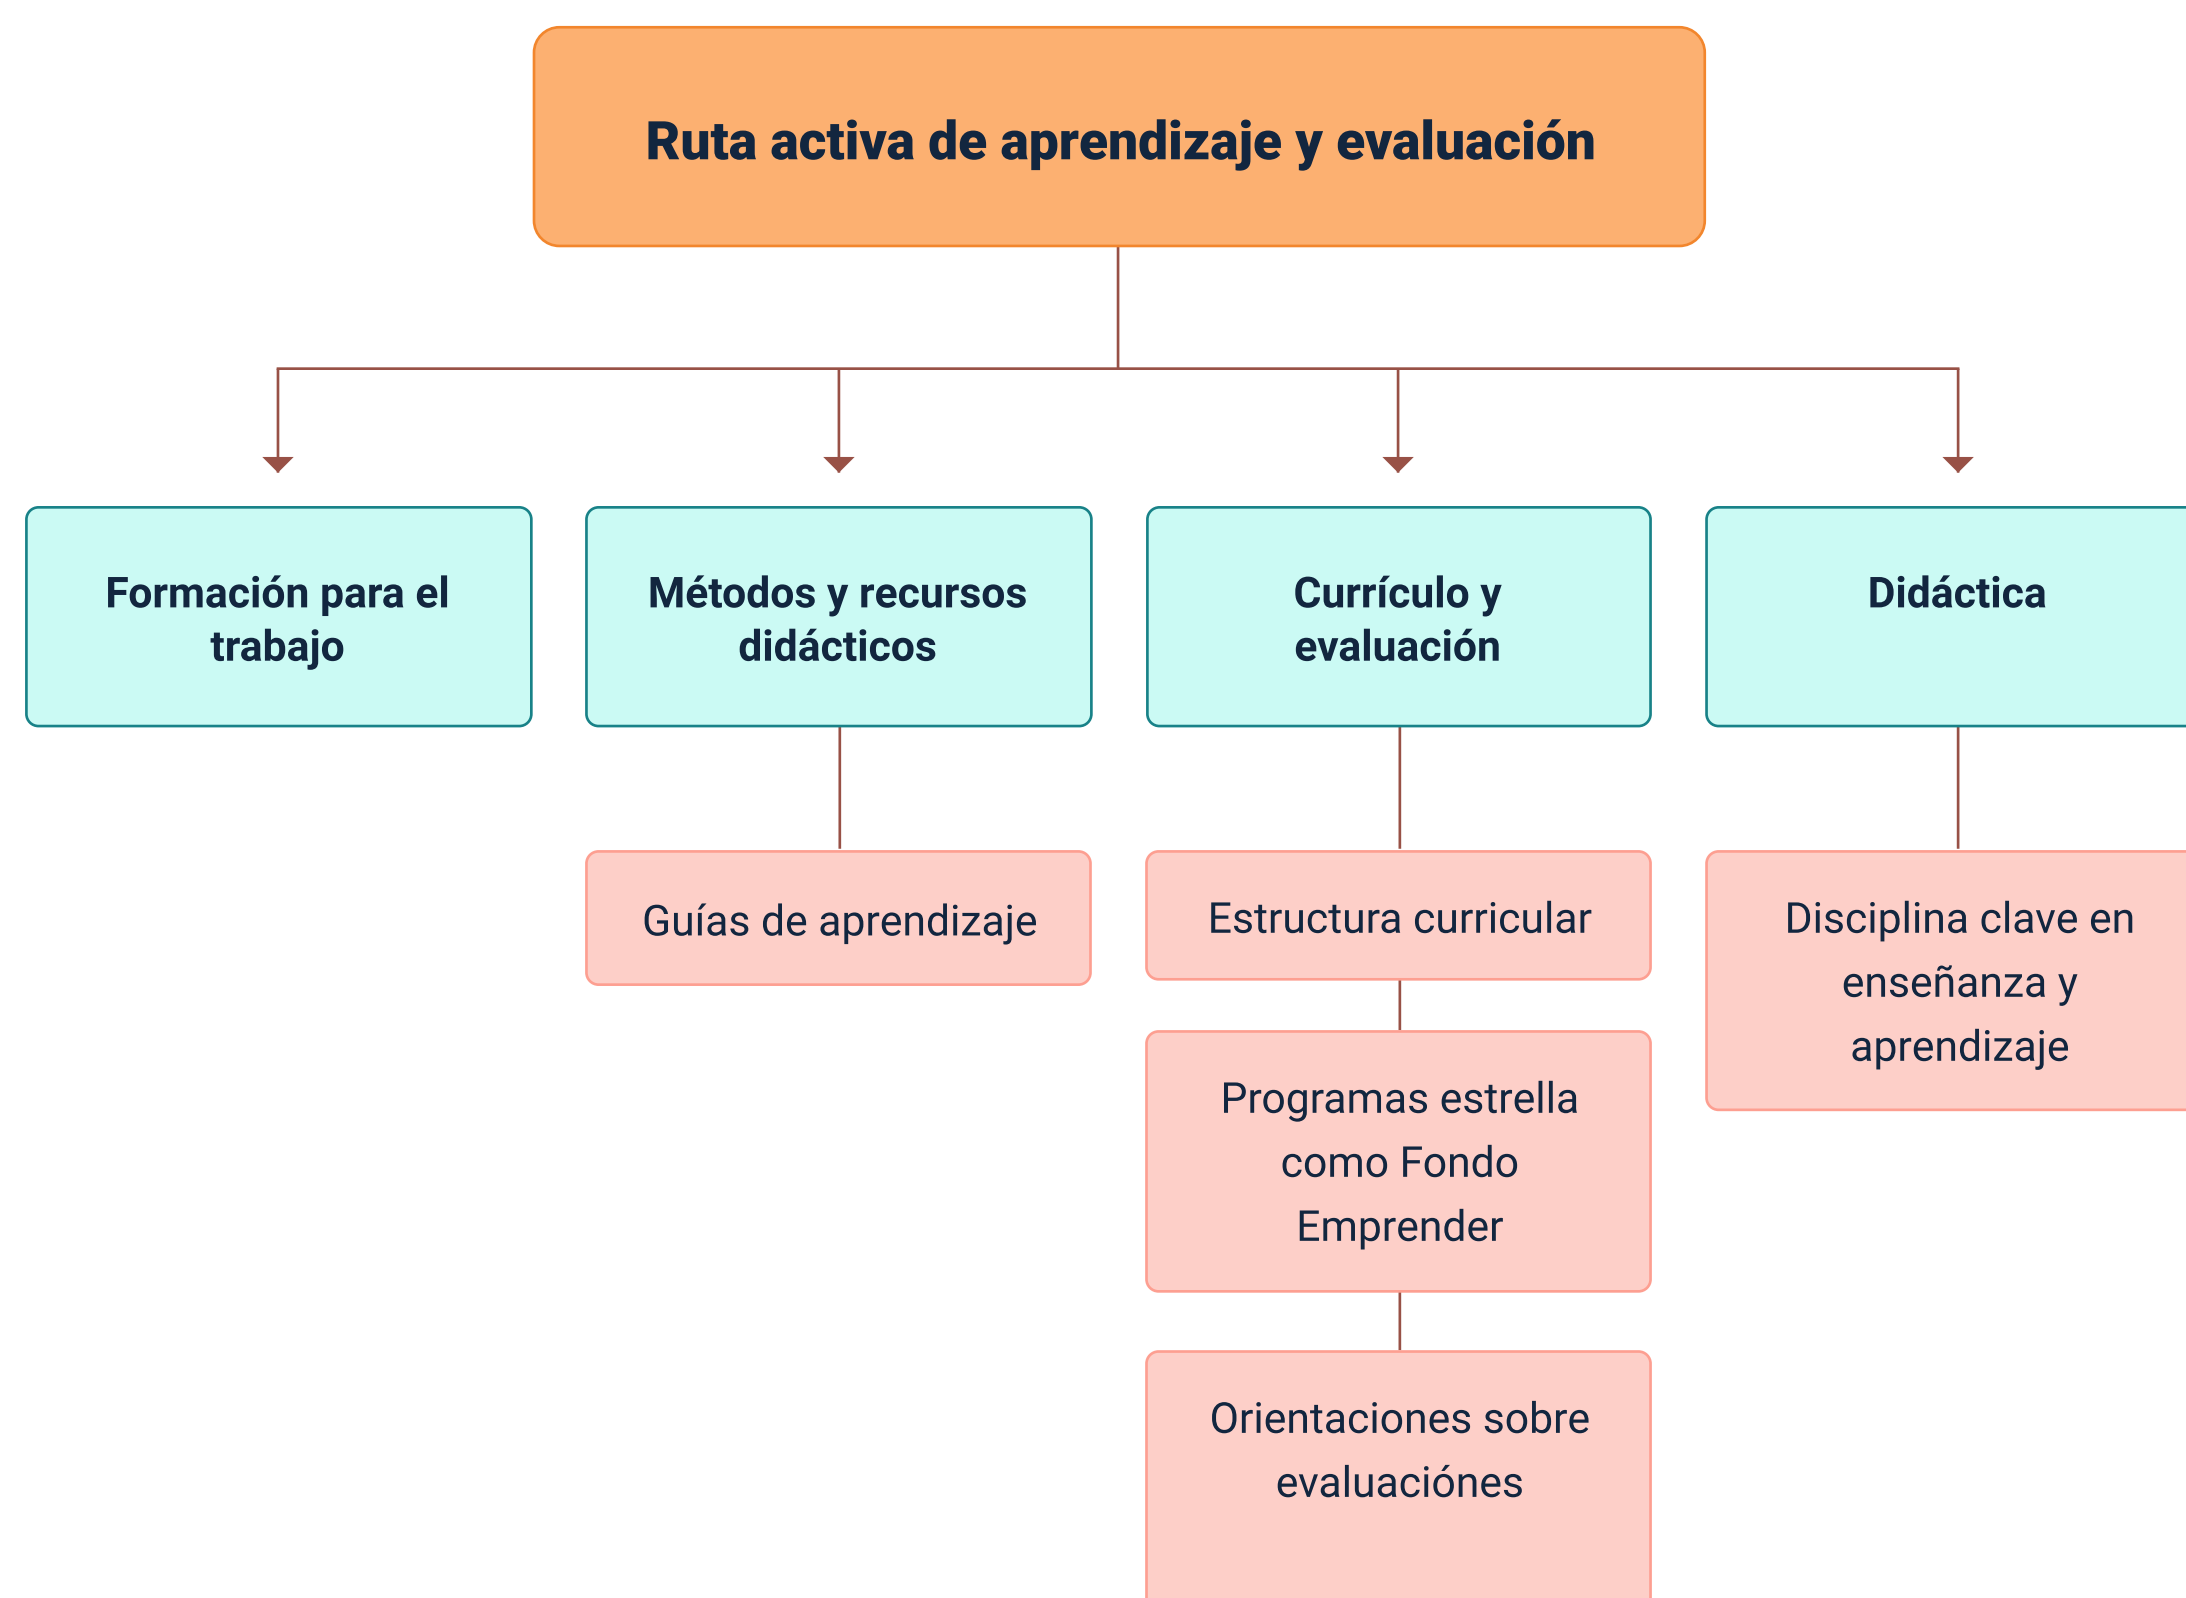 Ruta activa de aprendizaje y evaluación
Formación para el
trabajo
Métodos y recursos
didácticos
Currículo y
evaluación
Didáctica
Guías de aprendizaje
Estructura curricular
Programas estrella
como Fondo
Emprender
Orientaciones sobre
evaluaciónes
Disciplina clave en
enseñanza y
aprendizaje